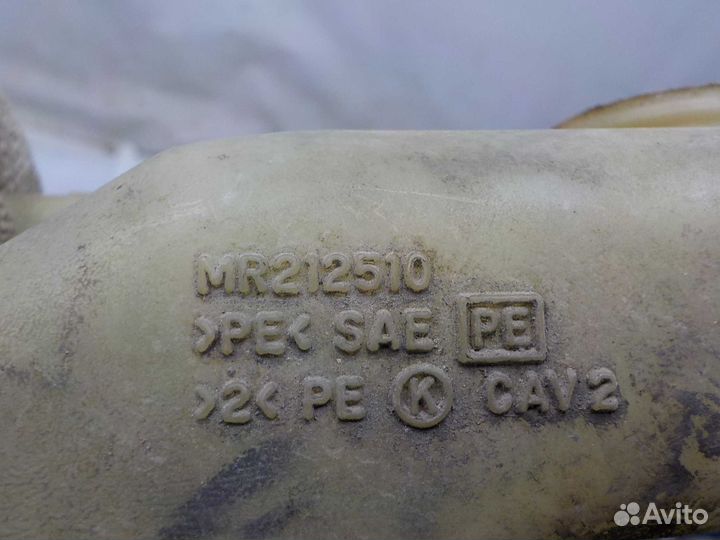 MR212510
>PE< SAE PE
>2< PE K CAV2
Avito